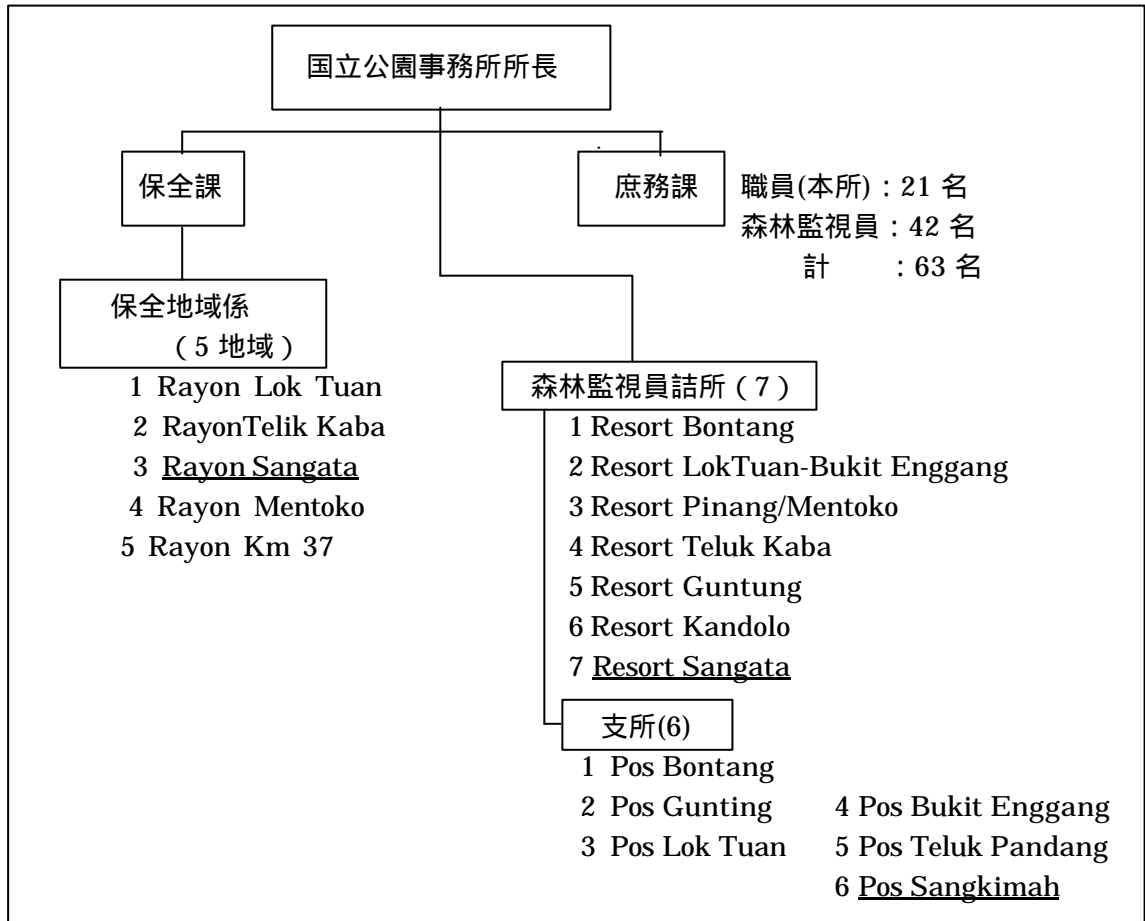 国立公園事務所所長
保全課
庶務課
職員(本所)：21 名
森林監視員：42 名
計　　：63 名
保全地域係
（5 地域）
1 Rayon Lok Tuan
2 RayonTelik Kaba
3 Rayon Sangata
4 Rayon Mentoko
5 Rayon Km 37
森林監視員詰所（7）
1 Resort Bontang
2 Resort LokTuan-Bukit Enggang
3 Resort Pinang/Mentoko
4 Resort Teluk Kaba
5 Resort Guntung
6 Resort Kandolo
7 Resort Sangata
支所(6)
1 Pos Bontang
2 Pos Gunting
3 Pos Lok Tuan
4 Pos Bukit Enggang
5 Pos Teluk Pandang
6 Pos Sangkimah